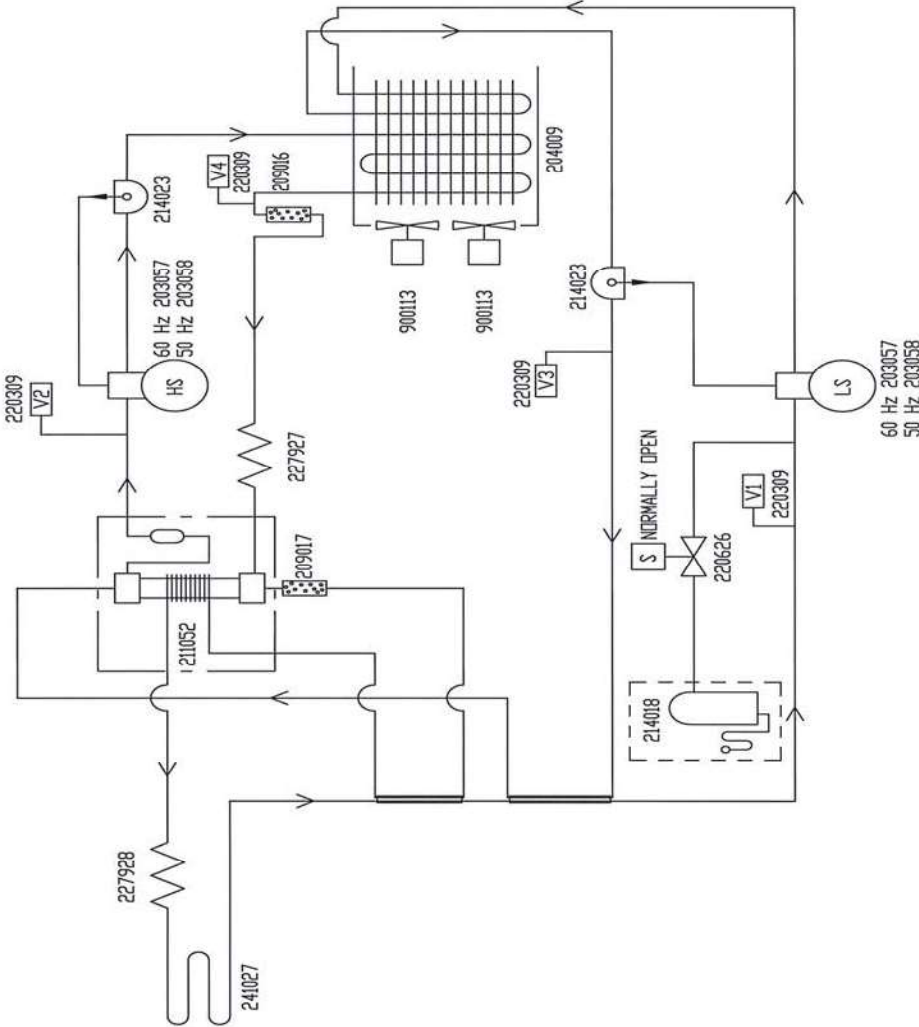 220309
V2
60 Hz 203057
50 Hz 203058
HS
214023
V4
220309
209016
204009
900113
900113
227927
211052
209017
227928
241027
214023
220309
V3
S
NORMALLY OPEN
220626
214018
V1
220309
LS
60 Hz 203057
50 Hz 203058